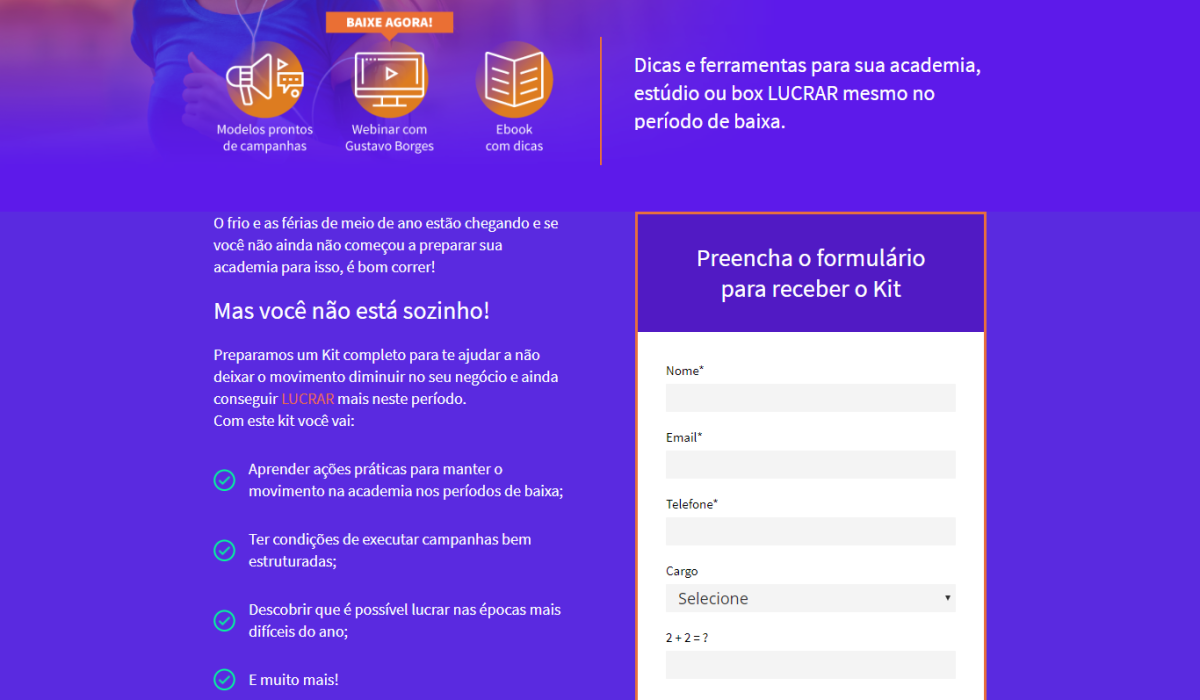 BAIXE AGORA!
Modelos prontos
de campanhas
Webinar com
Gustavo Borges
Ebook
com dicas
Dicas e ferramentas para sua academia,
estúdio ou box LUCRAR mesmo no
período de baixa.
O frio e as férias de meio de ano estão chegando e se
você não ainda não começou a preparar sua
academia para isso, é bom correr!
Mas você não está sozinho!
Preparamos um Kit completo para te ajudar a não
deixar o movimento diminuir no seu negócio e ainda
conseguir LUCRAR mais neste período.
Com este kit você vai:
Aprender ações práticas para manter o
movimento na academia nos períodos de baixa;
Ter condições de executar campanhas bem
estruturadas;
Descobrir que é possível lucrar nas épocas mais
difíceis do ano;
E muito mais!
Preencha o formulário
para receber o Kit
Nome*
Email*
Telefone*
Cargo
Selecione
2 + 2 = ?